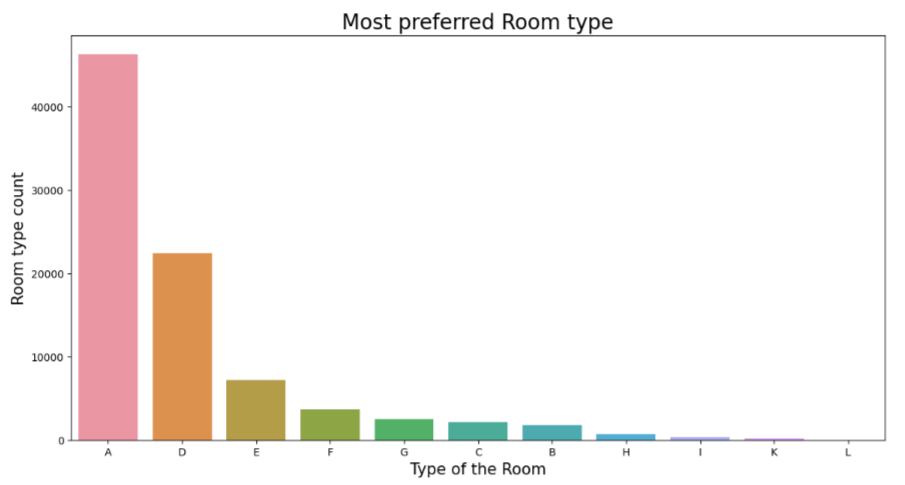 Most preferred Room type
Room type count
40000
30000
20000
10000
0
A D E F G C B H I K L
Type of the Room